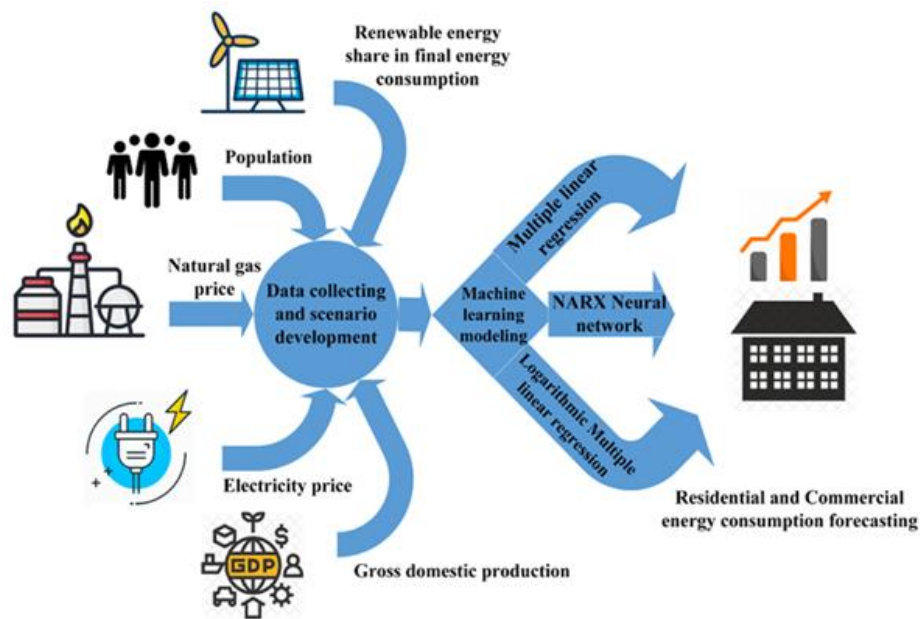 Renewable energy
share in final energy
consumption
Population
Natural gas
price
Data collecting
and scenario
development
Electricity price
GDP
Gross domestic production
Machine
learning
modeling
Multiple linear
regression
NARX Neural
network
Logarithmic Multiple
linear regression
Residential and Commercial
energy consumption forecasting